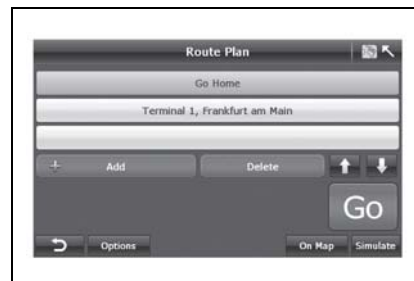 Route Plan
Go Home
Terminal 1, Frankfurt am Main
Add Delete
Go
Options On Map Simulate